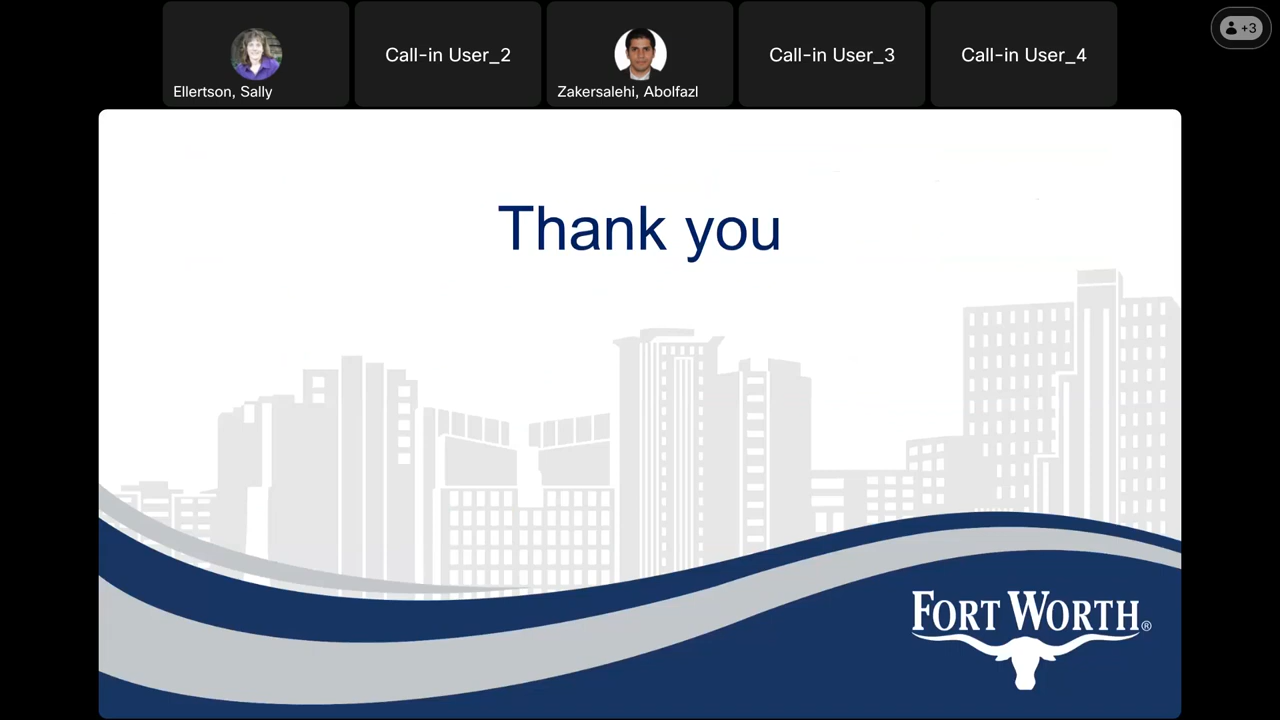 +3
Ellertson, Sally
Call-in User_2
Zakersalehi, Abolfazl
Call-in User_3
Call-in User_4
Thank you
FORT WORTH®